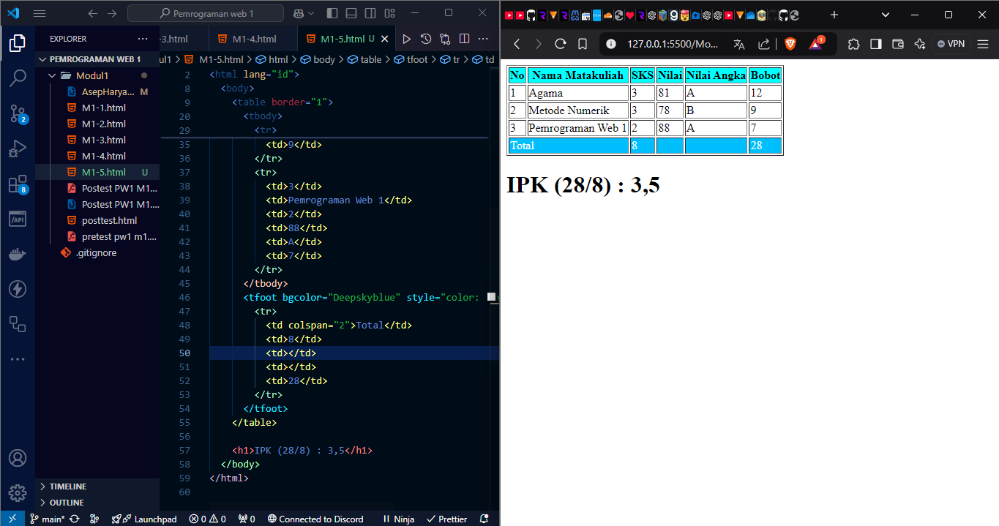 Pemrograman web 1
EXPLORER
-3.html
M1-4.html
M1-5.html U
PEMROGRAMAN WEB 1
ul1 > M1-5.html > html > body > table > tfoot > tr > td
Modul1
AsepHarya... M
M1-1.html
M1-2.html
M1-3.html
M1-4.html
M1-5.html U
Postest PW1 M1...
Postest PW1 M1....
posttest.html
pretest pw1 m1....
.gitignore
TIMELINE
OUTLINE
2
8
2 <html lang="id">
8 <body>
9 <table border="1">
20 <tbody>
29 <tr>
35 <td>9</td>
36 </tr>
37 <tr>
38 <td>3</td>
39 <td>Pemrograman Web 1</td>
40 <td>2</td>
41 <td>88</td>
42 <td>A</td>
43 <td>7</td>
44 </tr>
45 </tbody>
46 <tfoot bgcolor="Deepskyblue" style="color:
47 <tr>
48 <td colspan="2">Total</td>
49 <td>8</td>
50 <td></td>
51 <td></td>
52 <td>28</td>
53 </tr>
54 </tfoot>
55 </table>
56
57 <h1>IPK (28/8) : 3,5</h1>
58 </body>
59 </html>
60
main* Launchpad 0 0 0 Connected to Discord Ninja Prettier
127.0.0.1:5500/Mo...
1
VPN
No Nama Matakuliah SKS Nilai Nilai Angka Bobot
1 Agama 3 81 A 12
2 Metode Numerik 3 78 B 9
3 Pemrograman Web 1 2 88 A 7
Total 8 28
IPK (28/8) : 3,5